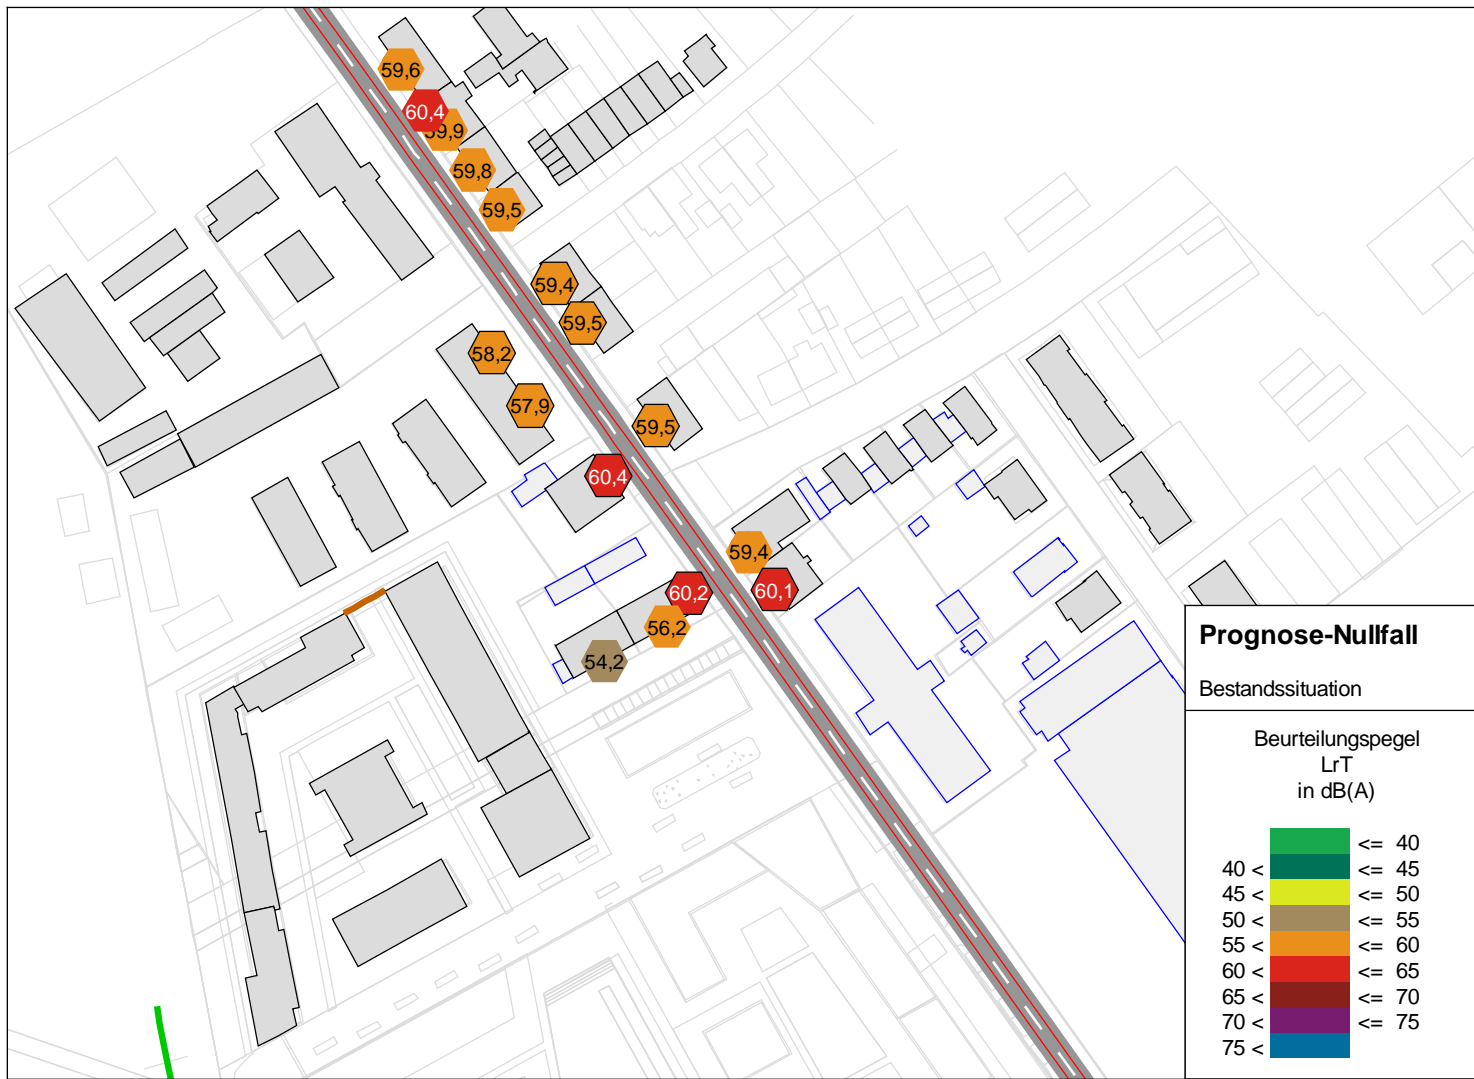 59,6
60,4
59,9
59,8
59,5
59,4
59,5
58,2
57,9
59,5
60,4
59,4
60,2
60,1
56,2
54,2
Prognose-Nullfall
Bestandssituation
Beurteilungspegel
LrT
in dB(A)
<= 40
40 < <= 45
45 < <= 50
50 < <= 55
55 < <= 60
60 < <= 65
65 < <= 70
70 < <= 75
75 <